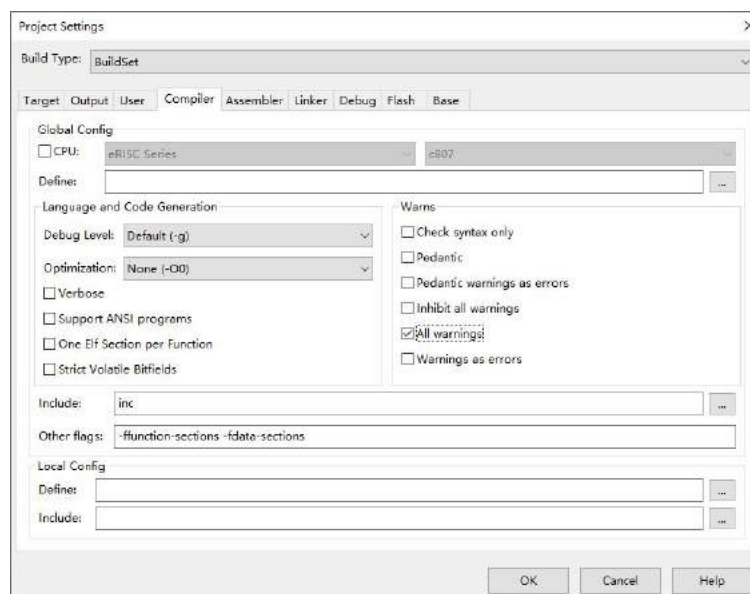 Project Settings
Build Type: BuildSet
Target Output User Compiler Assembler Linker Debug Flash Base
Global Config
CPU: eRISC Series c807
Define: ...
Language and Code Generation
Debug Level: Default (-g)
Optimization: None (-O0)
Verbose
Support ANSI programs
One Elf Section per Function
Strict Volatile Bitfields
Warns
Check syntax only
Pedantic
Pedantic warnings as errors
Inhibit all warnings
All warnings
Warnings as errors
Include: inc ...
Other flags: -ffunction-sections -fdata-sections
Local Config
Define: ...
Include: ...
OK Cancel Help